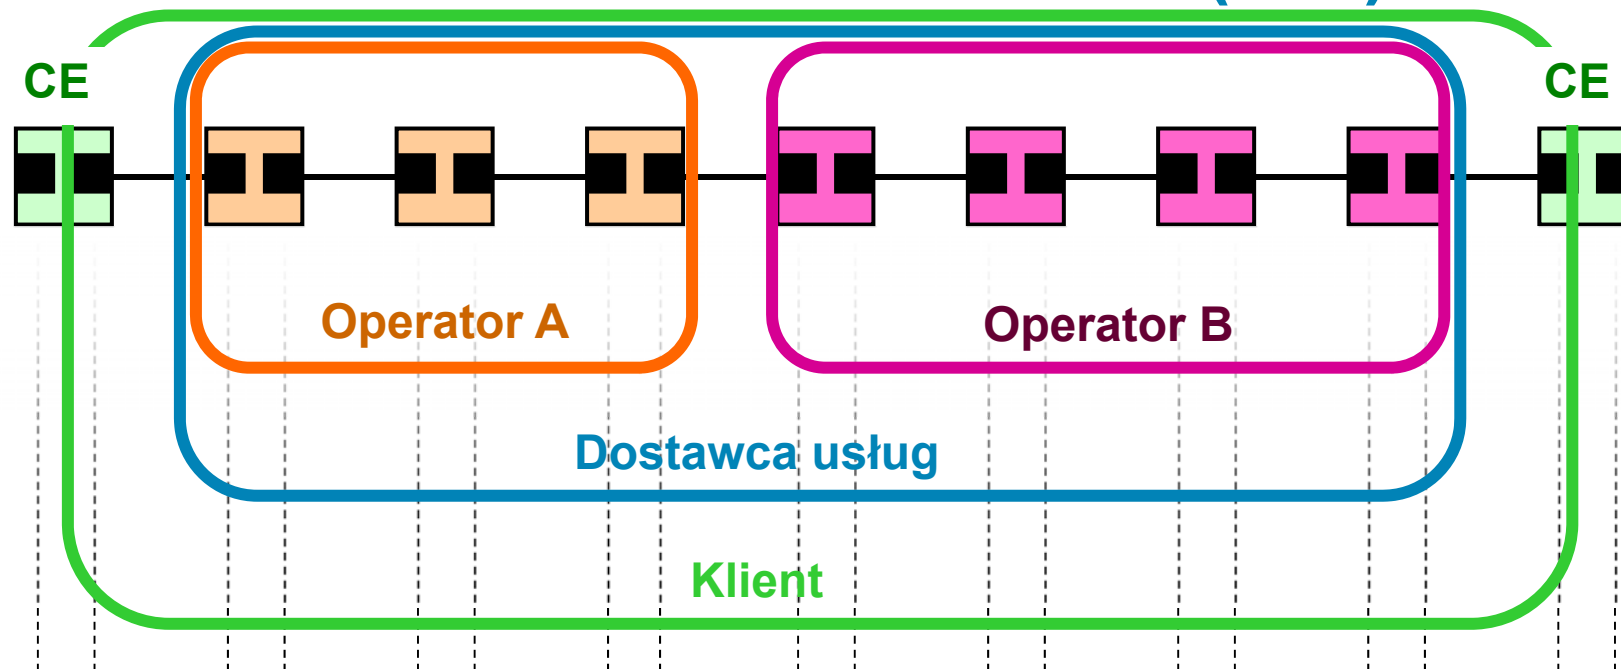 CE
CE
Operator A
Operator B
Dostawca usług
Klient